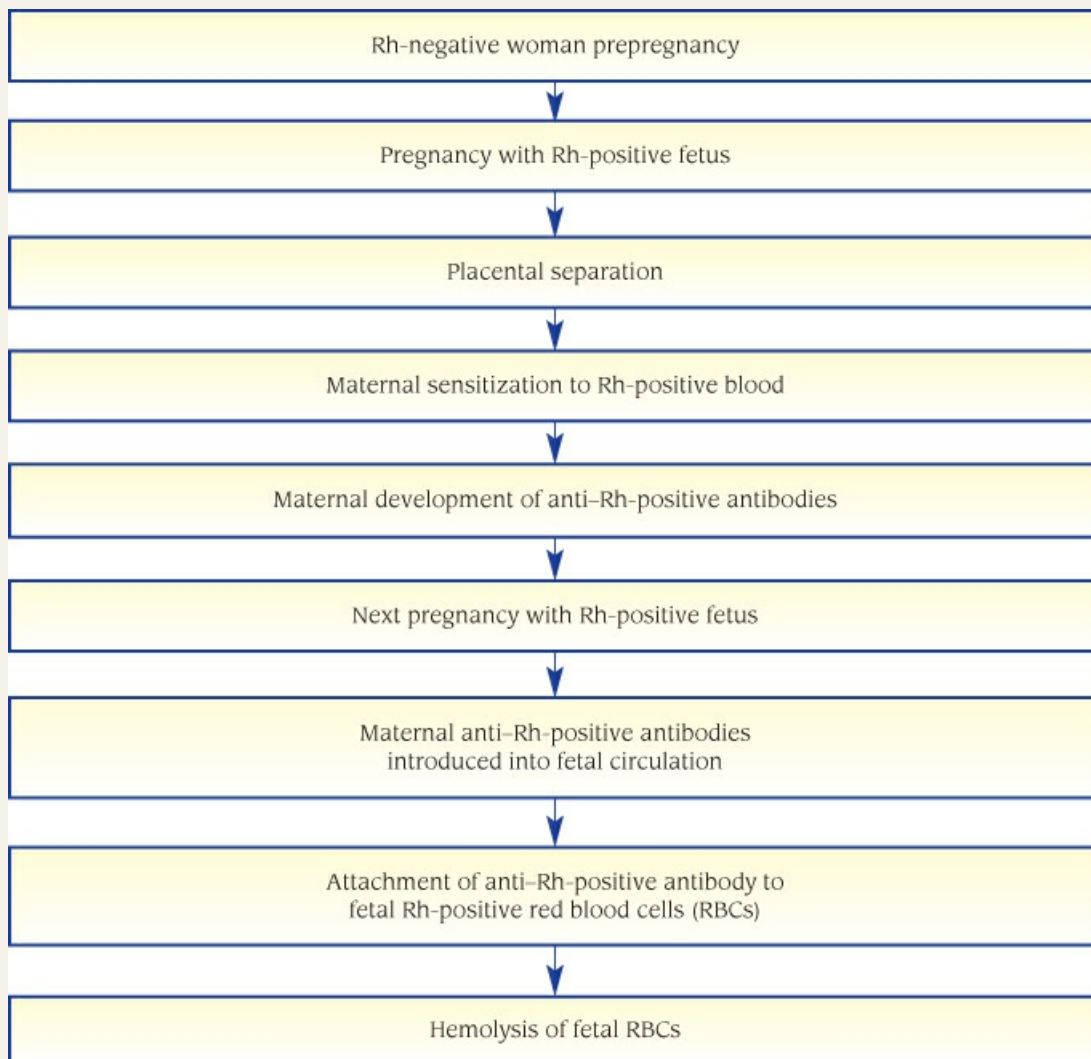 Rh-negative woman prepregnancy
Pregnancy with Rh-positive fetus
Placental separation
Maternal sensitization to Rh-positive blood
Maternal development of anti–Rh-positive antibodies
Next pregnancy with Rh-positive fetus
Maternal anti–Rh-positive antibodies
introduced into fetal circulation
Attachment of anti–Rh-positive antibody to
fetal Rh-positive red blood cells (RBCs)
Hemolysis of fetal RBCs